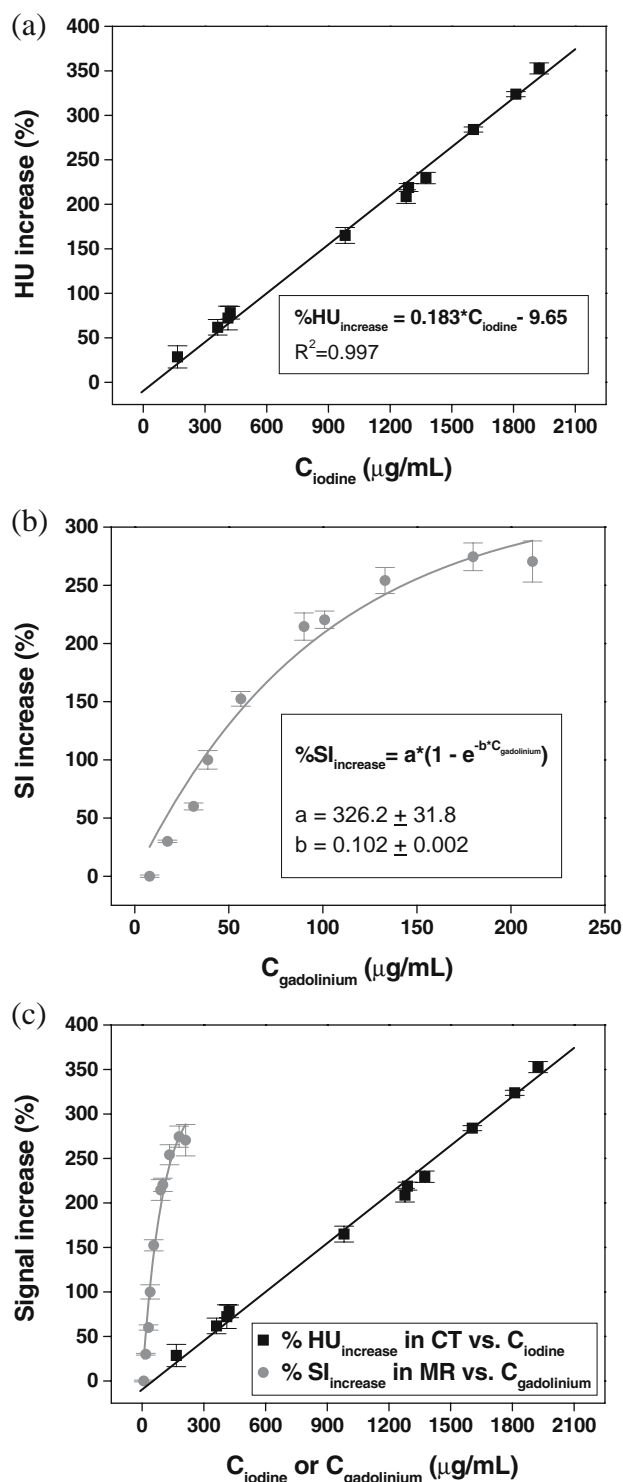 (a)
400
350
300
250
200
150
100
50
0
HU increase (%)
%HUincrease = 0.183*Ciodine- 9.65
R2=0.997
0 300 600 900 1200 1500 1800 2100
Ciodine (μg/mL)
(b)
300
250
200
150
100
50
0
SI increase (%)
%SIincrease= a*(1 - e-b*Cgadolinium)
a = 326.2 ± 31.8
b = 0.102 ± 0.002
0 50 100 150 200 250
Cgadolinium (μg/mL)
(c)
400
350
300
250
200
150
100
50
0
Signal increase (%)
% HUincrease in CT vs. Ciodine
% SIincrease in MR vs. Cgadolinium
0 300 600 900 1200 1500 1800 2100
Ciodine or Cgadolinium (μg/mL)